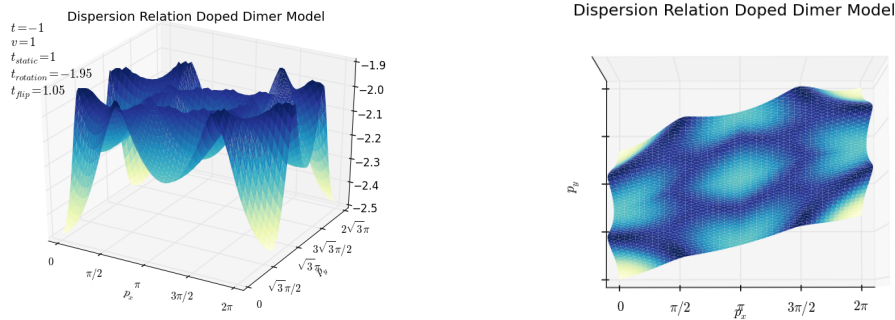 Dispersion Relation Doped Dimer Model
t=−1
v=1
t_static=1
t_rotation=−1.95
t_flip=1.05
−1.9
−2.0
−2.1
−2.2
−2.3
−2.4
−2.5
2√3π
3√3π/2
√3π
√3π/2
0
p_y
0
π/2
π
3π/2
2π
p_x
Dispersion Relation Doped Dimer Model
p_y
0
π/2
π
3π/2
2π
p_x